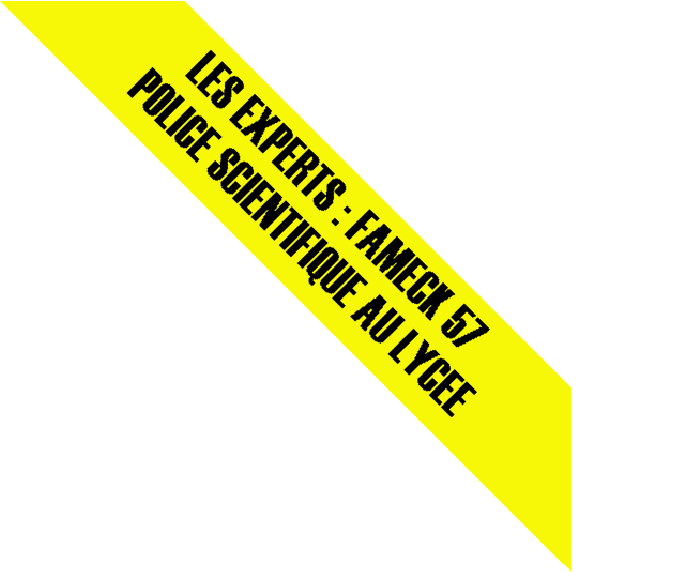 LES EXPERTS : FAMECK 57
POLICE SCIENTIFIQUE AU LYCEE